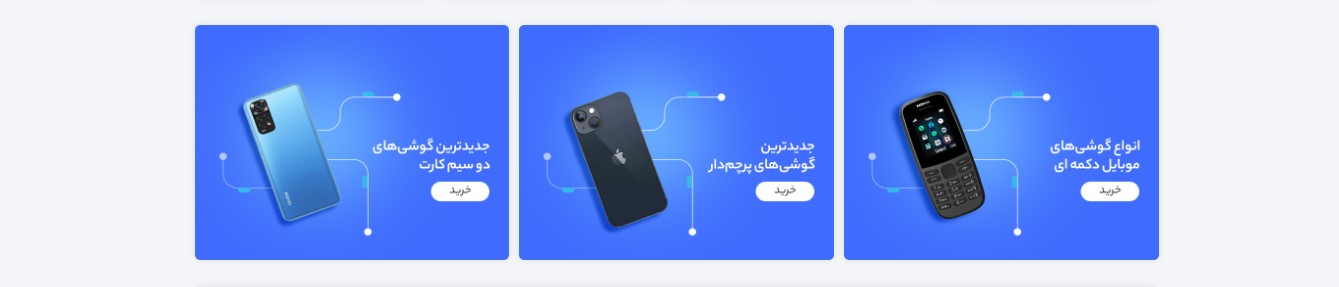 انواع گوشی‌های
موبایل دکمه ای
خرید
NOKIA
جدیدترین
گوشی‌های پرچم‌دار
خرید
جدیدترین گوشی‌های
دو سیم کارت
خرید